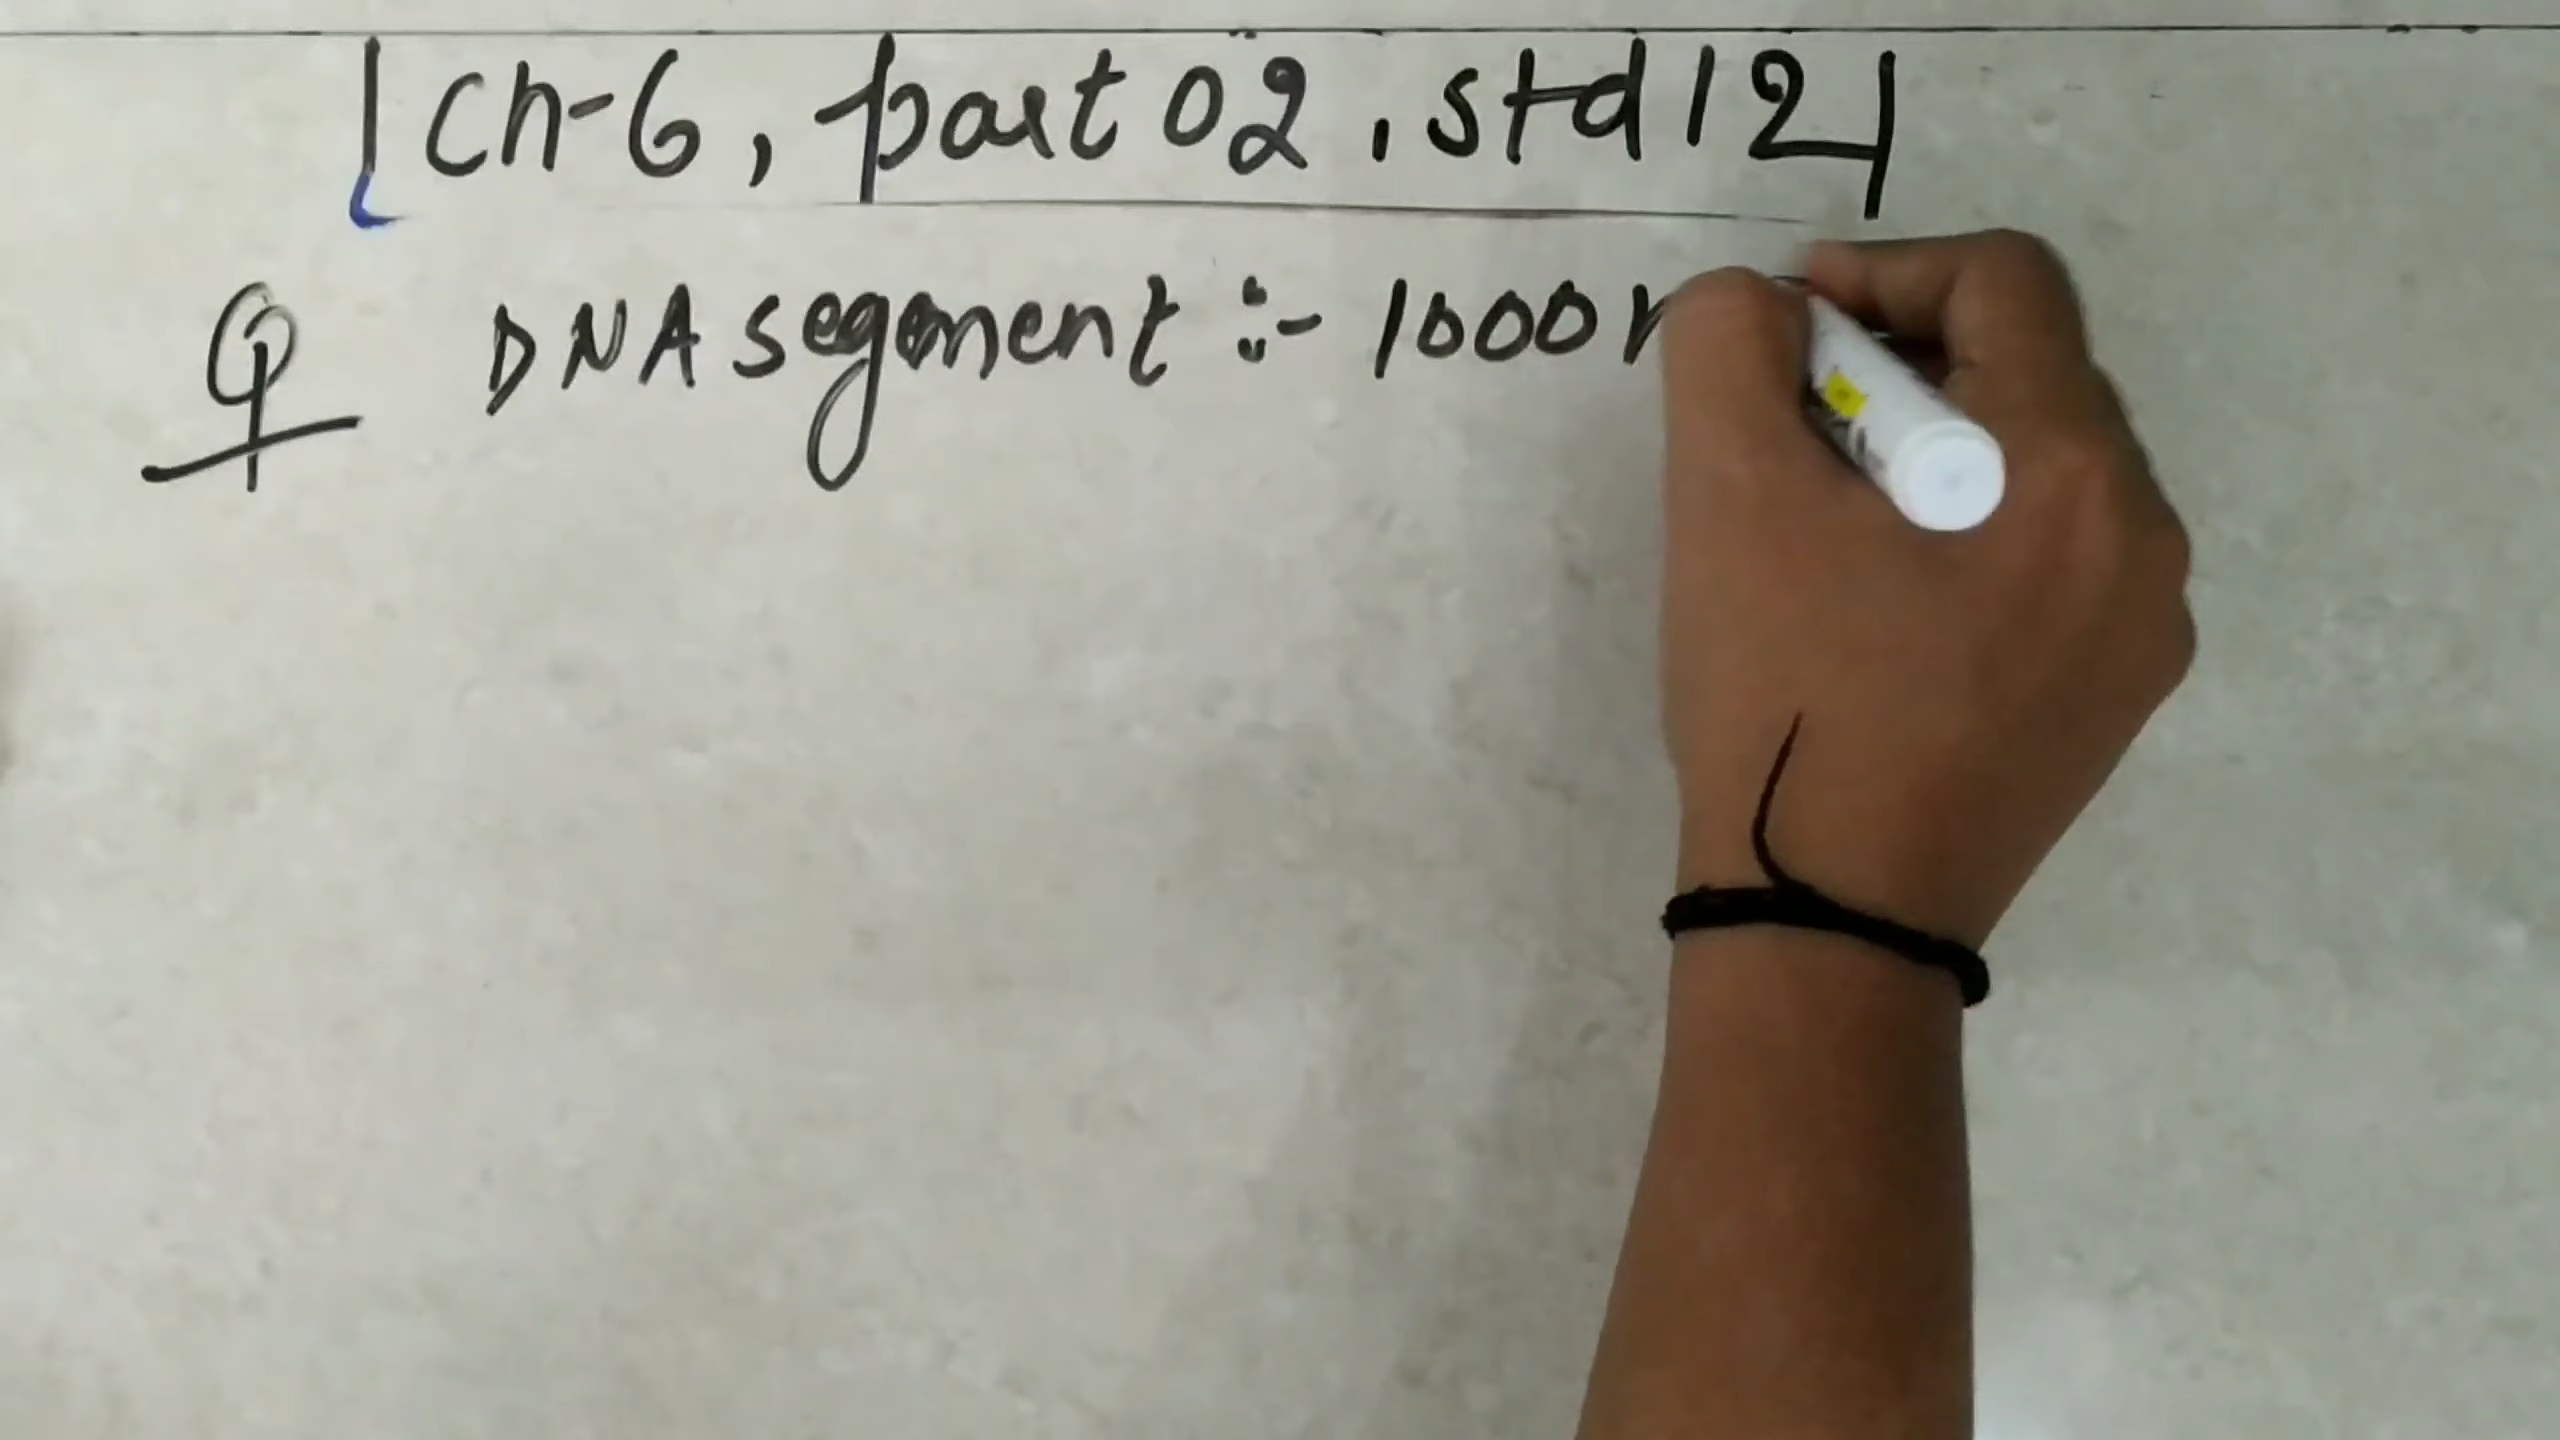 Ch-6, part 02, std 12
Q DNA segment :- 1000